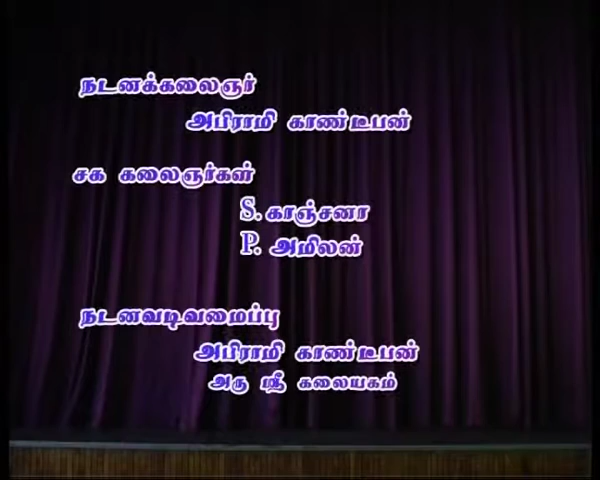 நடனக்கலைஞர்
அபிராமி காண்டீபன்
சக கலைஞர்கள்
S. காஞ்சனா
P. அமிலன்
நடனவடிவமைப்பு
அபிராமி காண்டீபன்
அரு ஸ்ரீ கலையகம்